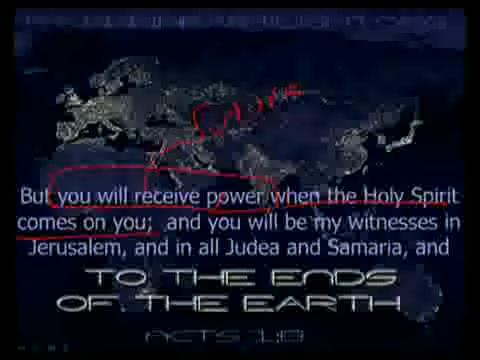 But you will receive power when the Holy Spirit
comes on you; and you will be my witnesses in
Jerusalem, and in all Judea and Samaria, and
TO THE ENDS
OF THE EARTH
ACTS 1:8